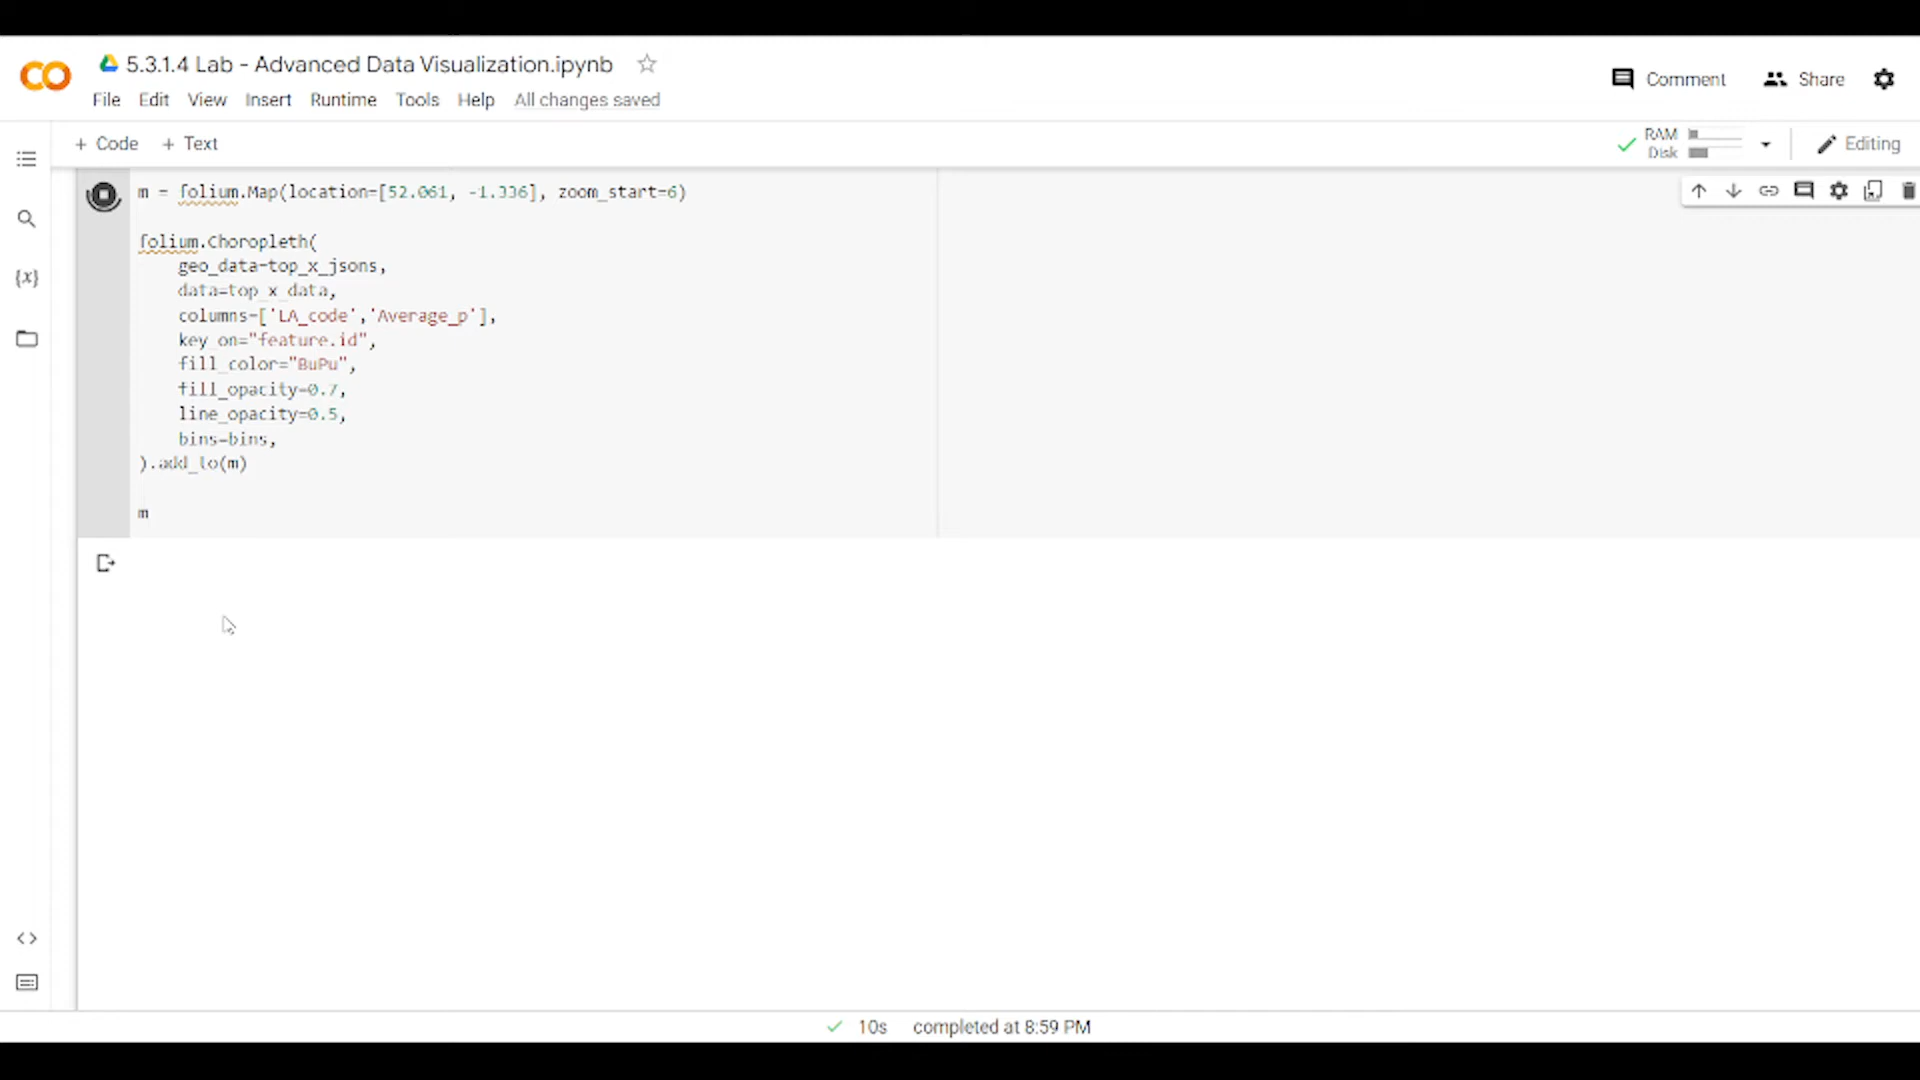 5.3.1.4 Lab - Advanced Data Visualization.ipynb
Comment Share
File Edit View Insert Runtime Tools Help All changes saved
+ Code + Text
RAM
Disk
Editing
m = folium.Map(location=[52.061, -1.336], zoom_start=6)
folium.Choropleth(
geo_data=top_x_jsons,
data=top_x_data,
columns=['LA_code','Average_p'],
key_on="feature.id",
fill_color="BuPu",
fill_opacity=0.7,
line_opacity=0.5,
bins=bins,
).add_to(m)
m
{x}
10s completed at 8:59 PM